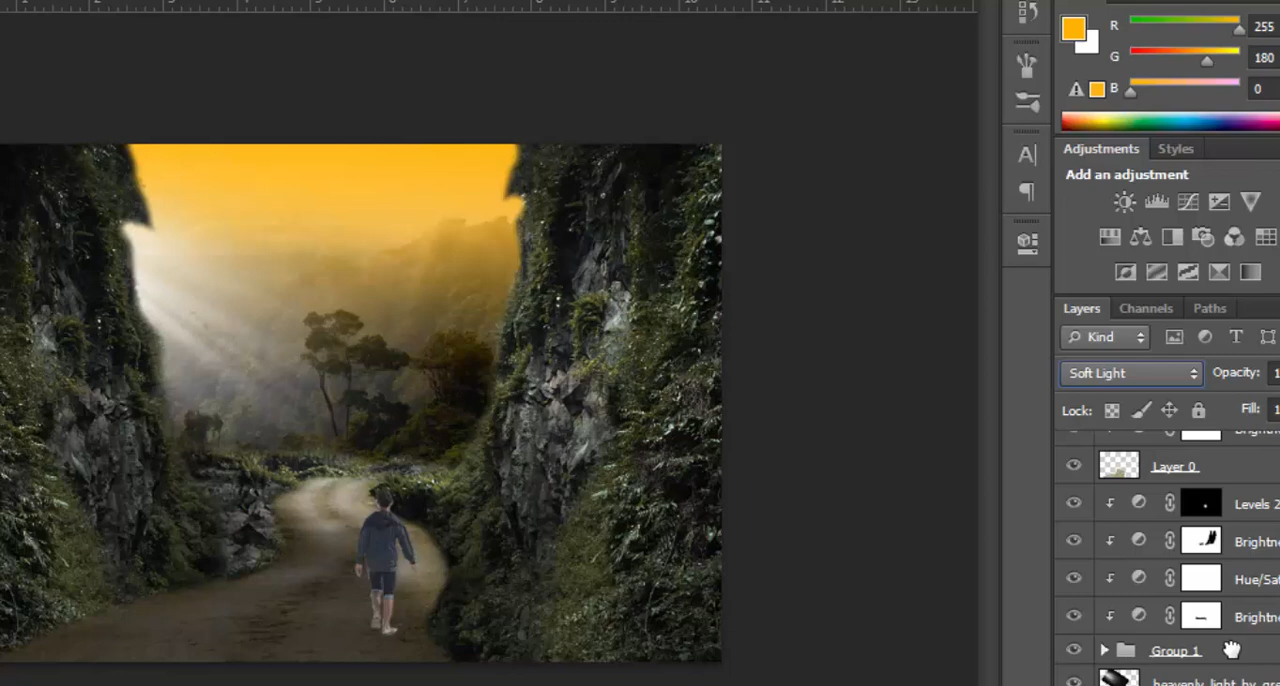 R 255
G 180
B 0
Adjustments Styles
Add an adjustment
Layers Channels Paths
Kind
Soft Light Opacity:
Lock: Fill:
Layer 0
Levels 2
Brightne
Hue/Sat
Brightne
Group 1